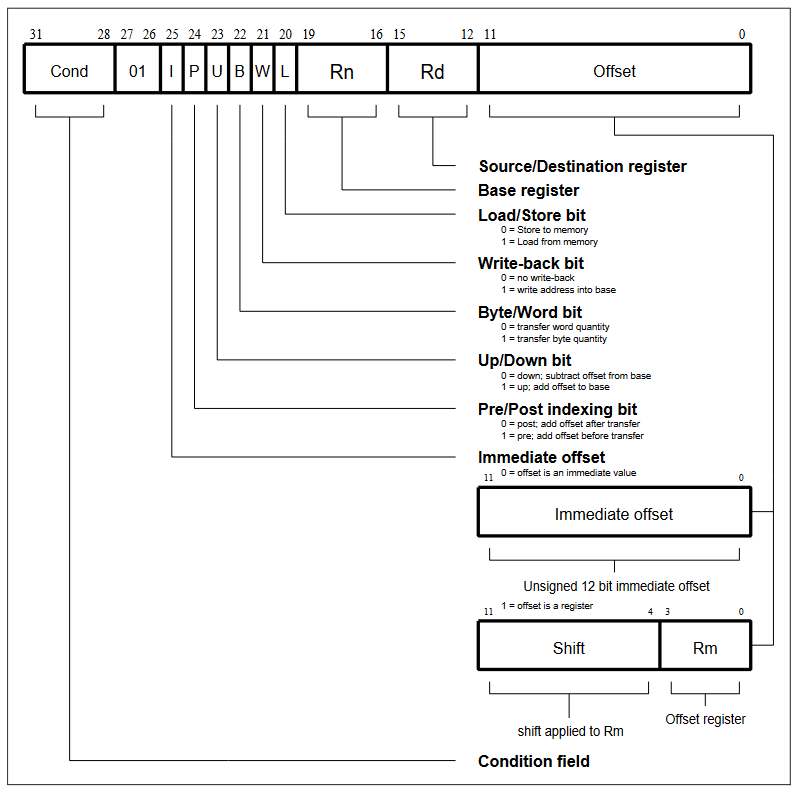 31 28 27 26 25 24 23 22 21 20 19 16 15 12 11 0
Cond 01 I P U B W L Rn Rd Offset
Source/Destination register
Base register
Load/Store bit
0 = Store to memory
1 = Load from memory
Write-back bit
0 = no write-back
1 = write address into base
Byte/Word bit
0 = transfer word quantity
1 = transfer byte quantity
Up/Down bit
0 = down; subtract offset from base
1 = up; add offset to base
Pre/Post indexing bit
0 = post; add offset after transfer
1 = pre; add offset before transfer
Immediate offset
0 = offset is an immediate value
11 0
Immediate offset
Unsigned 12 bit immediate offset
1 = offset is a register
11 4 3 0
Shift Rm
Offset register
shift applied to Rm
Condition field